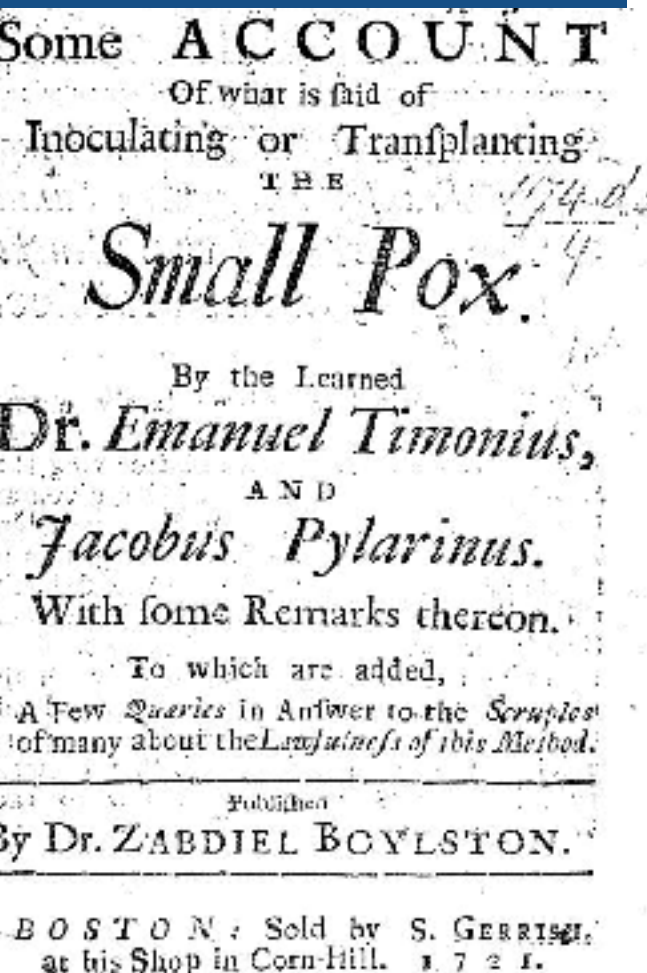 Some ACCOUNT
Of what is ſaid of
Inoculating or Tranſplanting
THE
Small Pox.
By the Learned
Dr. Emanuel Timonius,
AND
Jacobus Pylarinus.
With ſome Remarks thereon.
To which are added,
A Few Quæries in Anſwer to the Scruples
of many about the Lawfulneſs of this Method.
Publiſhed
By Dr. ZABDIEL BOYLSTON.
BOSTON: Sold by S. GERRISH,
at his Shop in Corn-Hill. 1721.